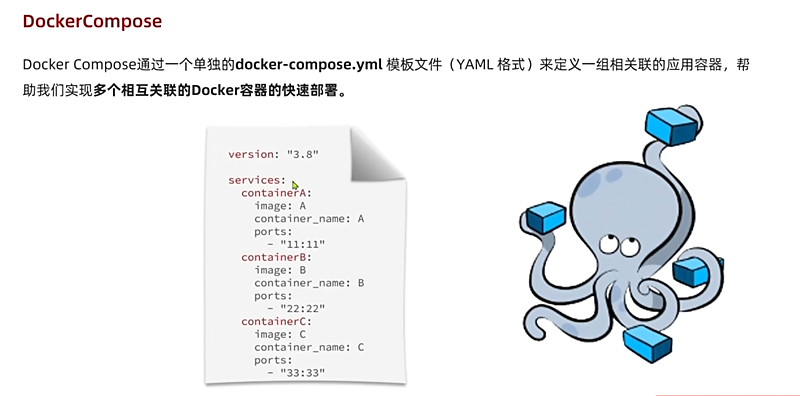 DockerCompose
Docker Compose通过一个单独的docker-compose.yml 模板文件（YAML 格式）来定义一组相关联的应用容器，帮
助我们实现多个相互关联的Docker容器的快速部署。
version: "3.8"
services:
containerA:
image: A
container_name: A
ports:
- "11:11"
containerB:
image: B
container_name: B
ports:
- "22:22"
containerC:
image: C
container_name: C
ports:
- "33:33"